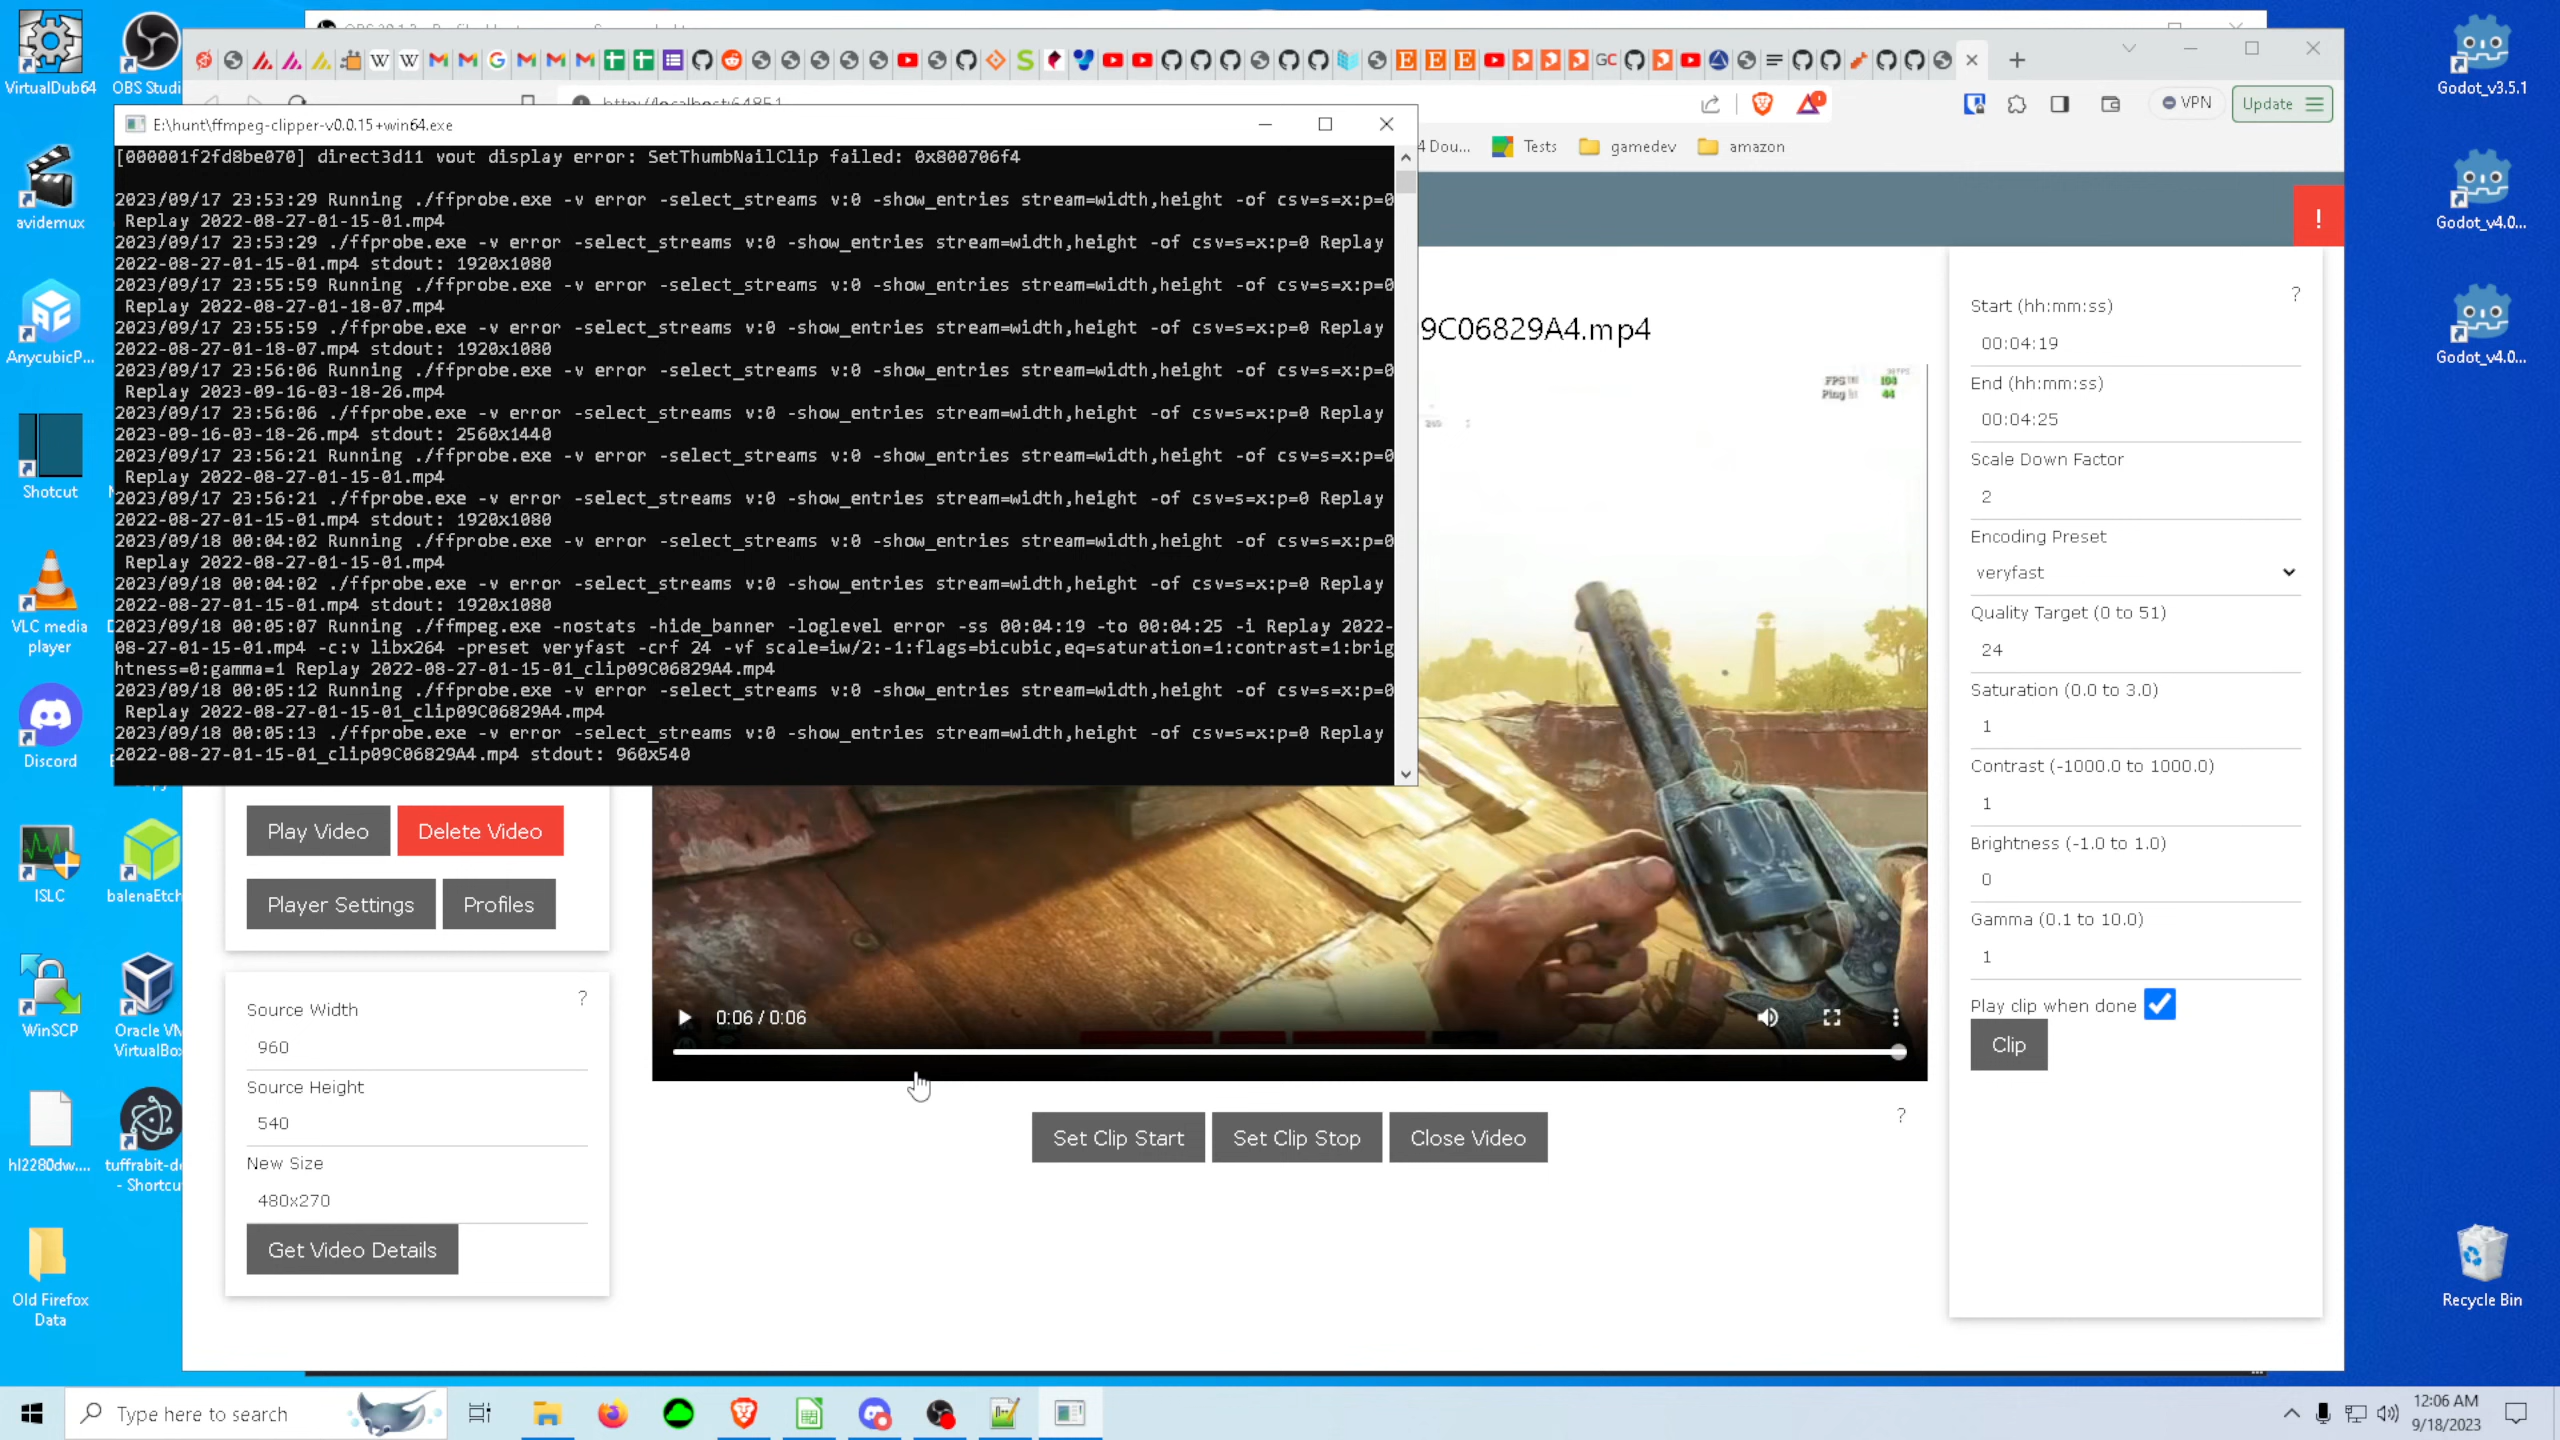 VirtualDub64
OBS Studi
avidemux
AnycubicP...
Shotcut
VLC media
player
Discord
ISLC
balenaEtch
WinSCP
Oracle VM
VirtualBox
hl2280dw....
tuffrabit-de
- Shortcut
Old Firefox
Data
http://localhost:64851
VPN
Update
4 Dou...
Tests
gamedev
amazon
E:\hunt\ffmpeg-clipper-v0.0.15+win64.exe
[000001f2fd8be070] direct3d11 vout display error: SetThumbNailClip failed: 0x800706f4
2023/09/17 23:53:29 Running ./ffprobe.exe -v error -select_streams v:0 -show_entries stream=width,height -of csv=s=x:p=0
Replay 2022-08-27-01-15-01.mp4
2023/09/17 23:53:29 ./ffprobe.exe -v error -select_streams v:0 -show_entries stream=width,height -of csv=s=x:p=0 Replay
2022-08-27-01-15-01.mp4 stdout: 1920x1080
2023/09/17 23:55:59 Running ./ffprobe.exe -v error -select_streams v:0 -show_entries stream=width,height -of csv=s=x:p=0
Replay 2022-08-27-01-18-07.mp4
2023/09/17 23:55:59 ./ffprobe.exe -v error -select_streams v:0 -show_entries stream=width,height -of csv=s=x:p=0 Replay
2022-08-27-01-18-07.mp4 stdout: 1920x1080
2023/09/17 23:56:06 Running ./ffprobe.exe -v error -select_streams v:0 -show_entries stream=width,height -of csv=s=x:p=0
Replay 2023-09-16-03-18-26.mp4
2023/09/17 23:56:06 ./ffprobe.exe -v error -select_streams v:0 -show_entries stream=width,height -of csv=s=x:p=0 Replay
2023-09-16-03-18-26.mp4 stdout: 2560x1440
2023/09/17 23:56:21 Running ./ffprobe.exe -v error -select_streams v:0 -show_entries stream=width,height -of csv=s=x:p=0
Replay 2022-08-27-01-15-01.mp4
2023/09/17 23:56:21 ./ffprobe.exe -v error -select_streams v:0 -show_entries stream=width,height -of csv=s=x:p=0 Replay
2022-08-27-01-15-01.mp4 stdout: 1920x1080
2023/09/18 00:04:02 Running ./ffprobe.exe -v error -select_streams v:0 -show_entries stream=width,height -of csv=s=x:p=0
Replay 2022-08-27-01-15-01.mp4
2023/09/18 00:04:02 ./ffprobe.exe -v error -select_streams v:0 -show_entries stream=width,height -of csv=s=x:p=0 Replay
2022-08-27-01-15-01.mp4 stdout: 1920x1080
2023/09/18 00:05:07 Running ./ffmpeg.exe -nostats -hide_banner -loglevel error -ss 00:04:19 -to 00:04:25 -i Replay 2022-
08-27-01-15-01.mp4 -c:v libx264 -preset veryfast -crf 24 -vf scale=iw/2:-1:flags=bicubic,eq=saturation=1:contrast=1:brig
htness=0:gamma=1 Replay 2022-08-27-01-15-01_clip09C06829A4.mp4
2023/09/18 00:05:12 Running ./ffprobe.exe -v error -select_streams v:0 -show_entries stream=width,height -of csv=s=x:p=0
Replay 2022-08-27-01-15-01_clip09C06829A4.mp4
2023/09/18 00:05:13 ./ffprobe.exe -v error -select_streams v:0 -show_entries stream=width,height -of csv=s=x:p=0 Replay
2022-08-27-01-15-01_clip09C06829A4.mp4 stdout: 960x540
!
9C06829A4.mp4
FPS 104
Ping 44
0:06 / 0:06
Play Video
Delete Video
Player Settings
Profiles
?
Source Width
960
Source Height
540
New Size
480x270
Get Video Details
Set Clip Start
Set Clip Stop
Close Video
?
?
Start (hh:mm:ss)
00:04:19
End (hh:mm:ss)
00:04:25
Scale Down Factor
2
Encoding Preset
veryfast
Quality Target (0 to 51)
24
Saturation (0.0 to 3.0)
1
Contrast (-1000.0 to 1000.0)
1
Brightness (-1.0 to 1.0)
0
Gamma (0.1 to 10.0)
1
Play clip when done
Clip
Godot_v3.5.1
Godot_v4.0...
Godot_v4.0...
Recycle Bin
Type here to search
12:06 AM
9/18/2023